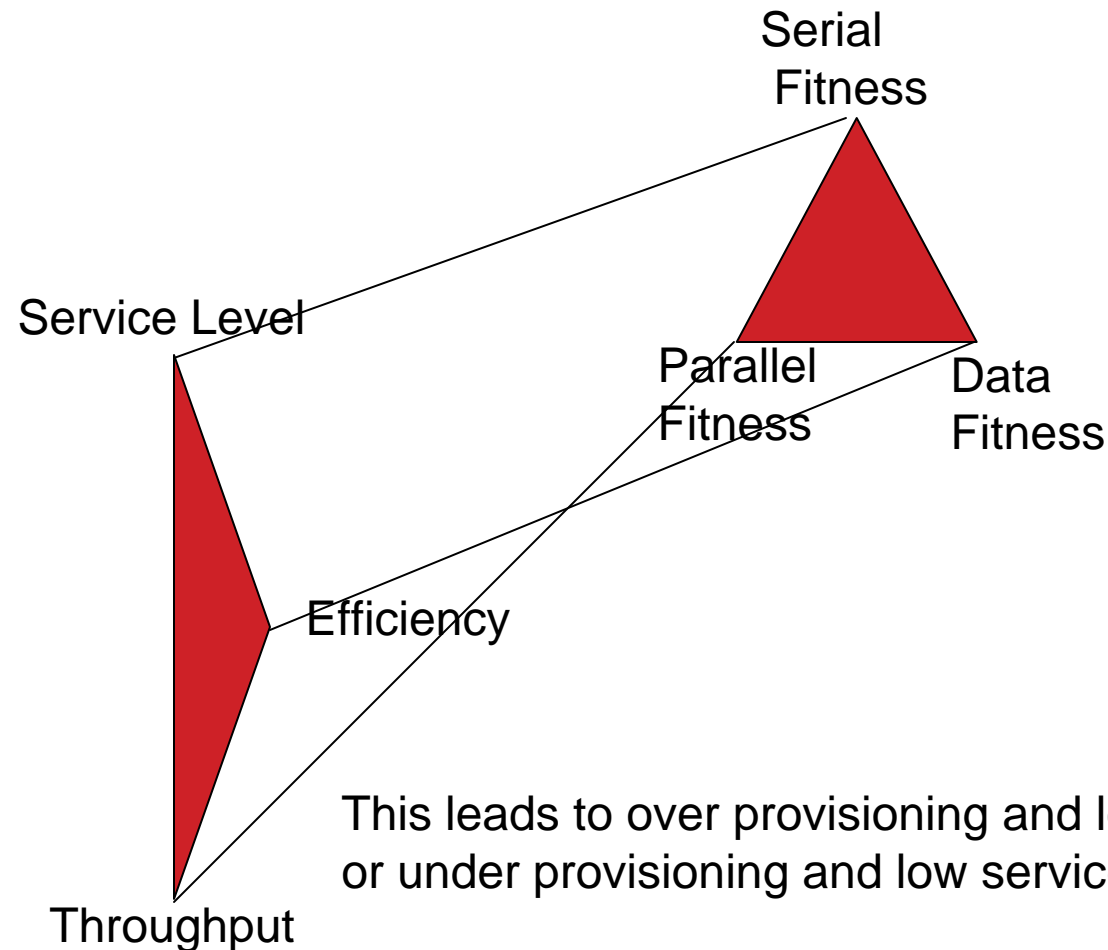 Serial
Fitness
Service Level
Parallel
Fitness
Data
Fitness
Efficiency
This leads to over provisioning and
or under provisioning and low
Throughput